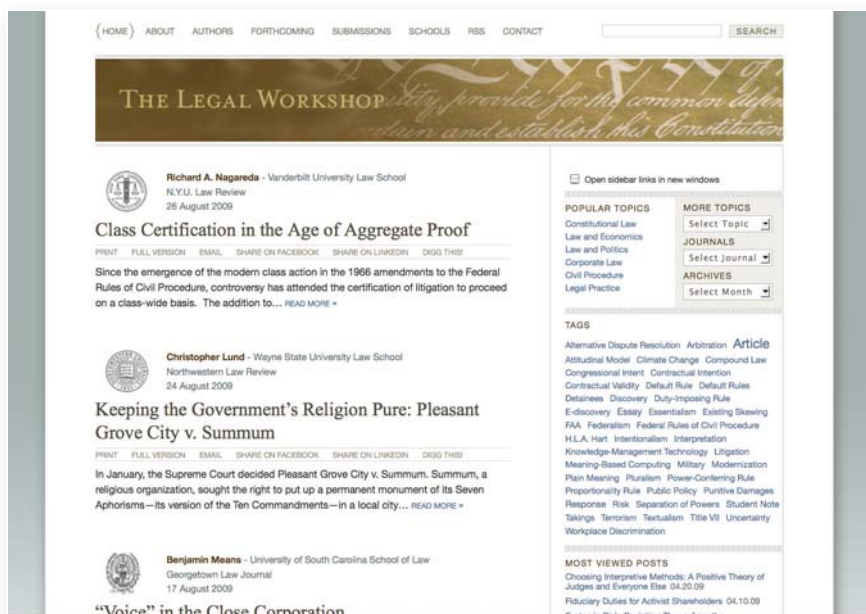 {HOME} ABOUT AUTHORS FORTHCOMING SUBMISSIONS SCHOOLS RSS CONTACT SEARCH
THE LEGAL WORKSHOP
provide for the common
and establish this Constitution
Richard A. Nagareda - Vanderbilt University Law School
N.Y.U. Law Review
26 August 2009
Class Certification in the Age of Aggregate Proof
PRINT FULL VERSION EMAIL SHARE ON FACEBOOK SHARE ON LINKEDIN DIGG THIS!
Since the emergence of the modern class action in the 1966 amendments to the Federal
Rules of Civil Procedure, controversy has attended the certification of litigation to proceed
on a class-wide basis. The addition to... READ MORE »
Christopher Lund - Wayne State University Law School
Northwestern Law Review
24 August 2009
Keeping the Government's Religion Pure: Pleasant
Grove City v. Summum
PRINT FULL VERSION EMAIL SHARE ON FACEBOOK SHARE ON LINKEDIN DIGG THIS!
In January, the Supreme Court decided Pleasant Grove City v. Summum. Summum, a
religious organization, sought the right to put up a permanent monument of its Seven
Aphorisms—its version of the Ten Commandments—in a local city... READ MORE »
Benjamin Means - University of South Carolina School of Law
Georgetown Law Journal
17 August 2009
"Voice" in the Close Corporation
Open sidebar links in new windows
POPULAR TOPICS
Constitutional Law
Law and Economics
Law and Politics
Corporate Law
Civil Procedure
Legal Practice
MORE TOPICS
Select Topic
JOURNALS
Select Journal
ARCHIVES
Select Month
TAGS
Alternative Dispute Resolution Arbitration Article
Attitudinal Model Climate Change Compound Law
Congressional Intent Contractual Intention
Contractual Validity Default Rule Default Rules
Detainees Discovery Duty-Imposing Rule
E-discovery Essay Essentialism Existing Skewing
FAA Federalism Federal Rules of Civil Procedure
H.L.A. Hart Intentionalism Interpretation
Knowledge-Management Technology Litigation
Meaning-Based Computing Military Modernization
Plain Meaning Pluralism Power-Conferring Rule
Proportionality Rule Public Policy Punitive Damages
Response Risk Separation of Powers Student Note
Takings Terrorism Textualism Title VII Uncertainty
Workplace Discrimination
MOST VIEWED POSTS
Choosing Interpretive Methods: A Positive Theory of
Judges and Everyone Else 04.20.09
Fiduciary Duties for Activist Shareholders 04.10.09